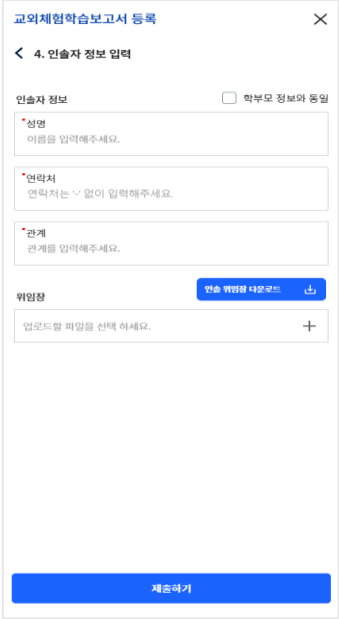 교외체험학습보고서 등록
4. 인솔자 정보 입력
인솔자 정보
학부모 정보와 동일
*성명
이름을 입력해주세요.
*연락처
연락처는 '-' 없이 입력해주세요.
*관계
관계를 입력해주세요.
위임장
인솔 위임장 다운로드
업로드할 파일을 선택 하세요.
제출하기